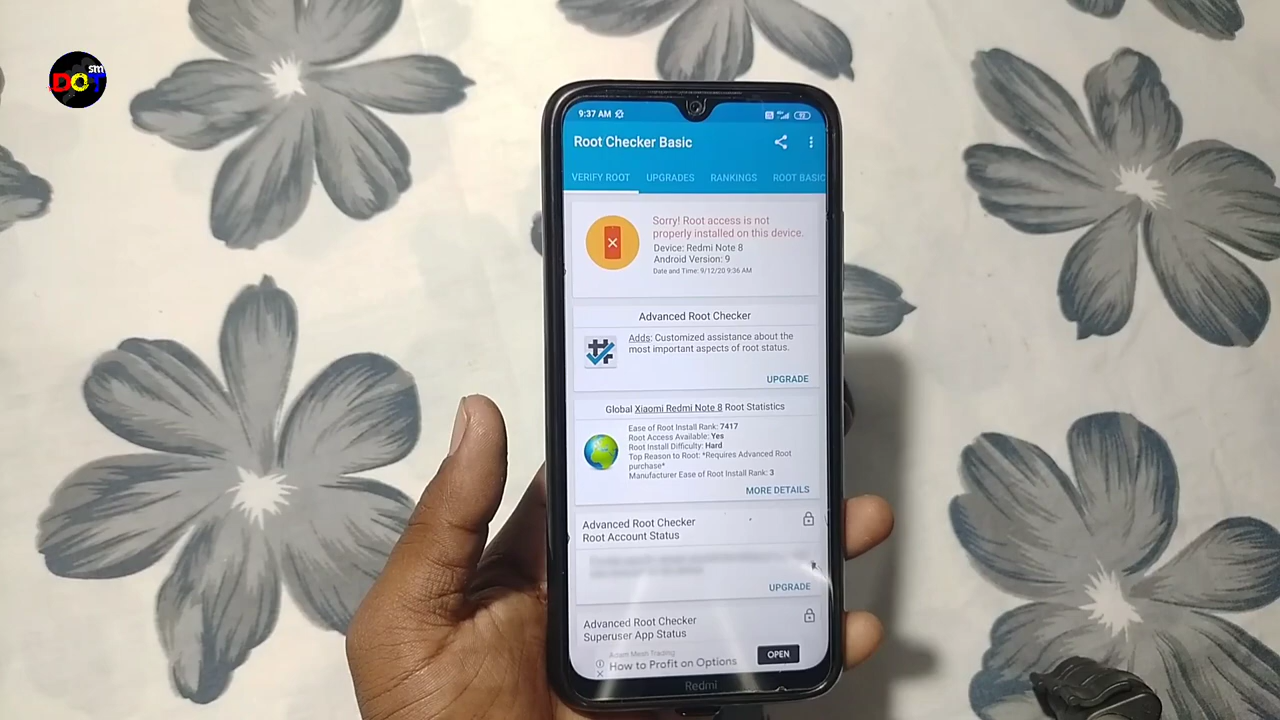 sm
DOT
9:37 AM
Root Checker Basic
VERIFY ROOT UPGRADES RANKINGS ROOT BASIC
Sorry! Root access is not
properly installed on this device.
Device: Redmi Note 8
Android Version: 9
Date and Time: 9/12/20 9:36 AM
Advanced Root Checker
Adds: Customized assistance about the
most important aspects of root status.
UPGRADE
Global Xiaomi Redmi Note 8 Root Statistics
Ease of Root Install Rank: 7417
Root Access Available: Yes
Root Install Difficulty: Hard
Top Reason to Root: *Requires Advanced Root
purchase*
Manufacturer Ease of Root Install Rank: 3
MORE DETAILS
Advanced Root Checker
Root Account Status
UPGRADE
Advanced Root Checker
Superuser App Status
Adam Mesh Trading
How to Profit on Options
OPEN
Redmi